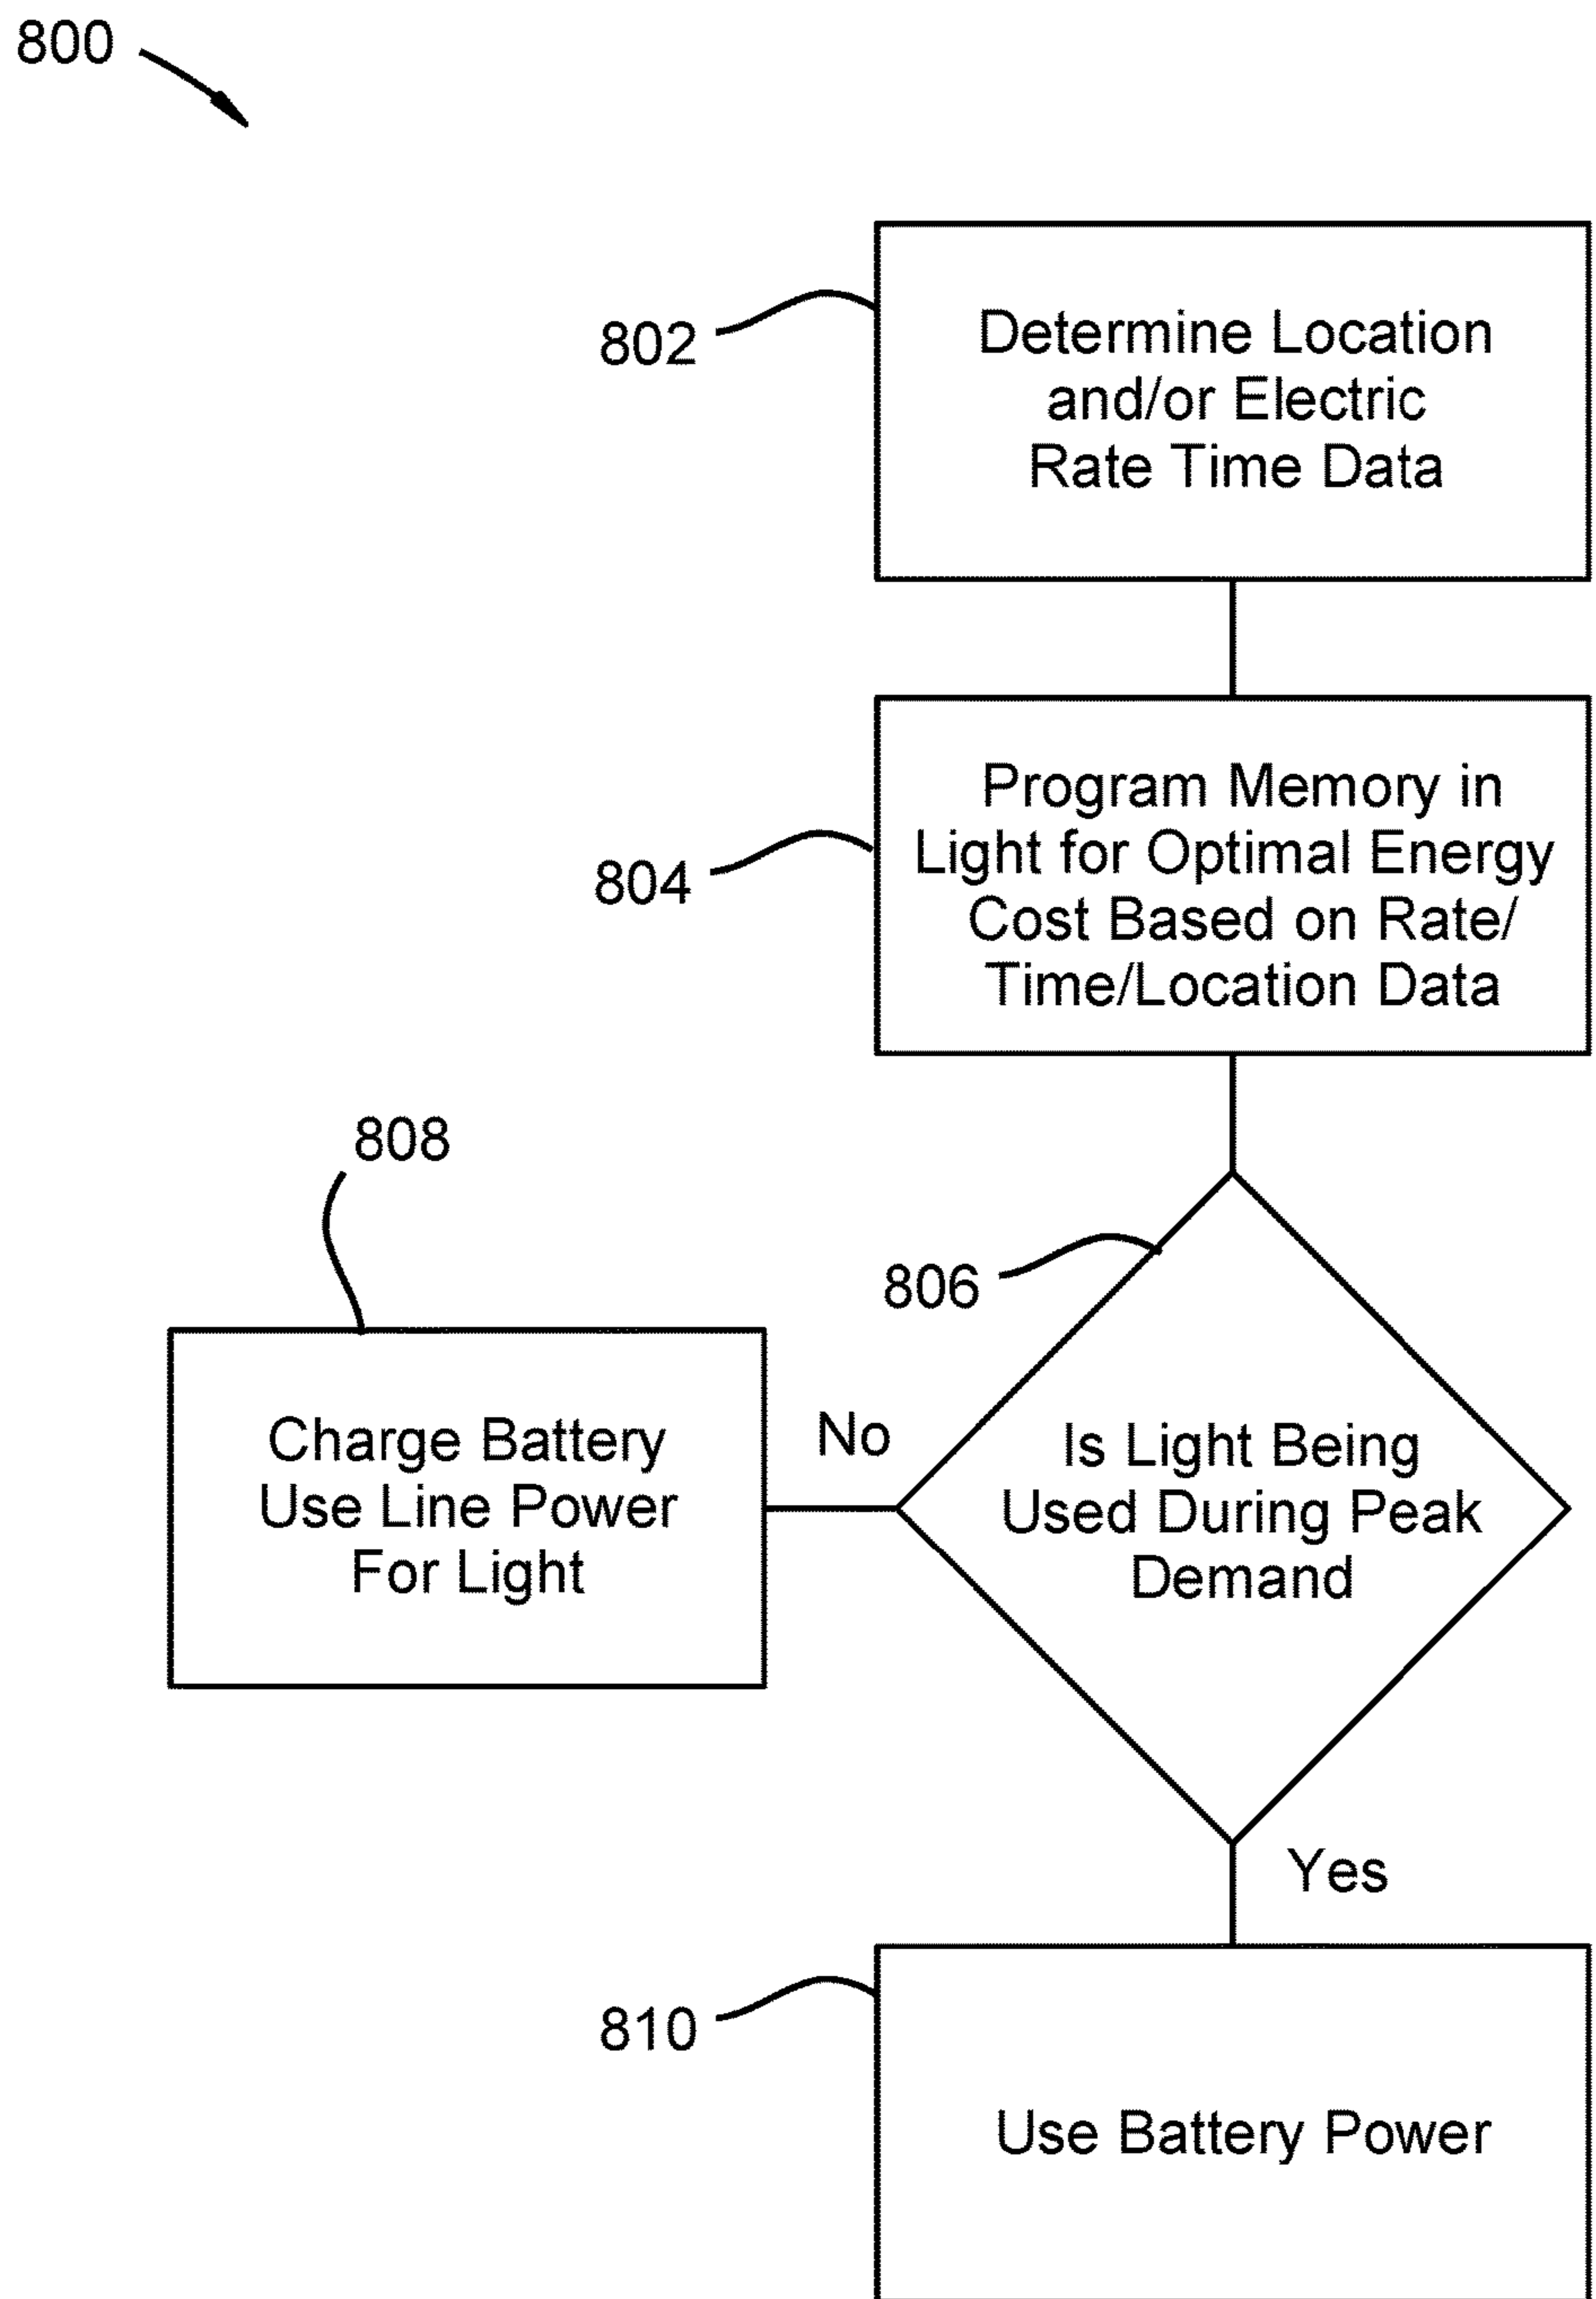 800
802
Determine Location
and/or Electric
Rate Time Data
804
Program Memory in
Light for Optimal Energy
Cost Based on Rate/
Time/Location Data
808
806
Charge Battery
Use Line Power
For Light
No
Is Light Being
Used During Peak
Demand
Yes
810
Use Battery Power